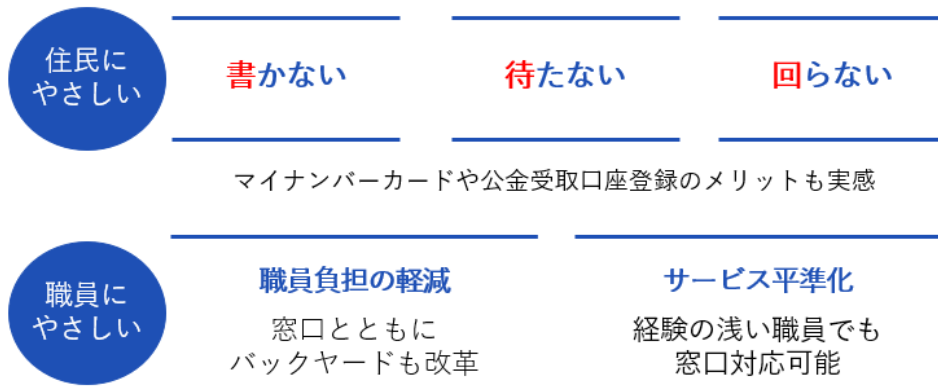 住民に
やさしい
書かない
待たない
回らない
マイナンバーカードや公金受取口座登録のメリットも実感
職員に
やさしい
職員負担の軽減
窓口とともに
バックヤードも改革
サービス平準化
経験の浅い職員でも
窓口対応可能